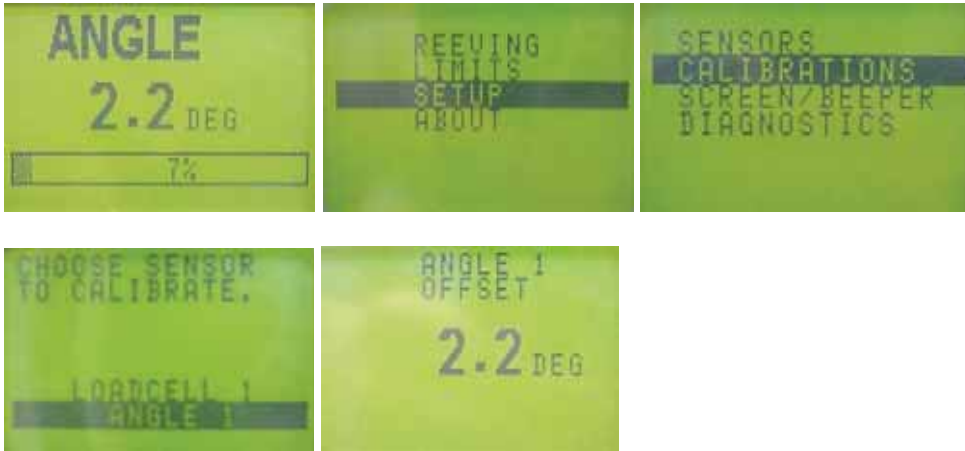 ANGLE
2.2 DEG
7%
REEVING
LIMITS
SETUP
ABOUT
SENSORS
CALIBRATIONS
SCREEN/BEEPER
DIAGNOSTICS
CHOOSE SENSOR
TO CALIBRATE.
LOADCELL 1
ANGLE 1
ANGLE 1
OFFSET
2.2 DEG